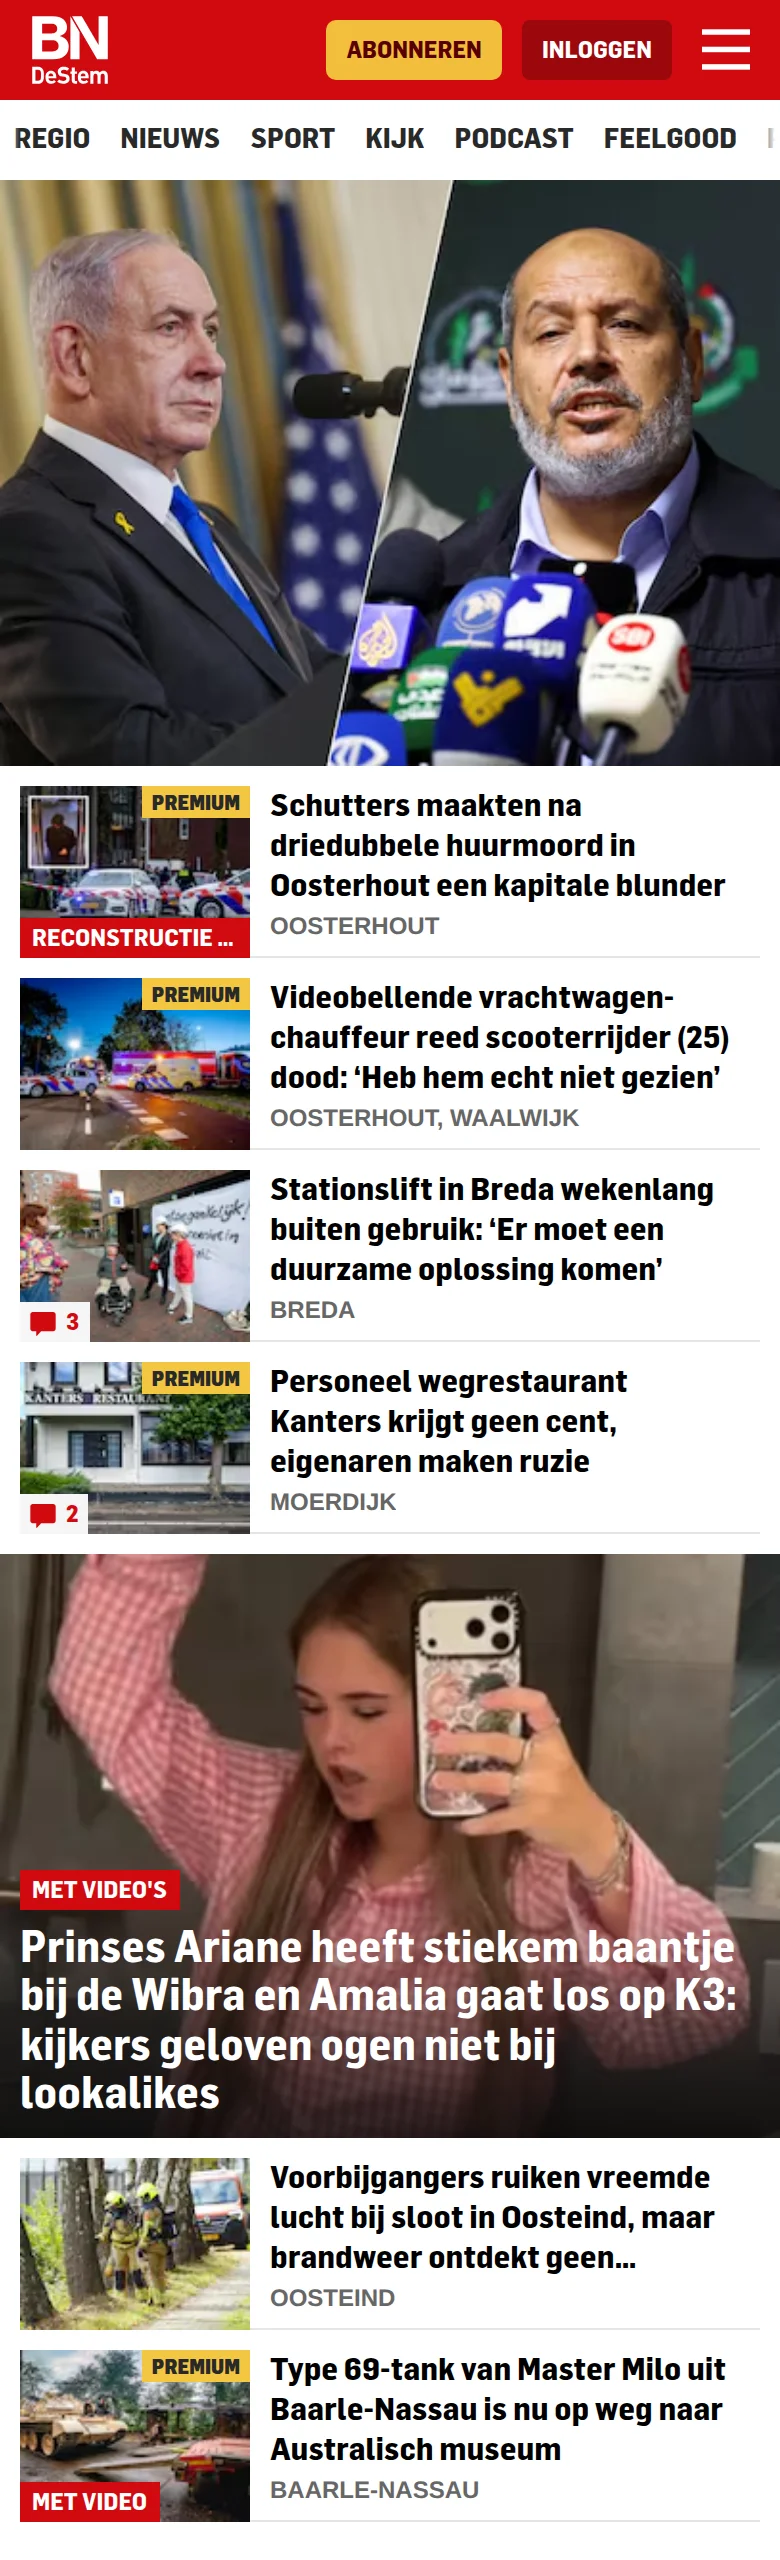 BN
DeStem
ABONNEREN
INLOGGEN
REGIO NIEUWS SPORT KIJK PODCAST FEELGOOD
PREMIUM
RECONSTRUCTIE ...
Schutters maakten na
driedubbele huurmoord in
Oosterhout een kapitale blunder
OOSTERHOUT
PREMIUM
Videobellende vrachtwagen-
chauffeur reed scooterrijder (25)
dood: ‘Heb hem echt niet gezien’
OOSTERHOUT, WAALWIJK
3
Stationslift in Breda wekenlang
buiten gebruik: ‘Er moet een
duurzame oplossing komen’
BREDA
PREMIUM
KANTERS RESTAURANT
2
Personeel wegrestaurant
Kanters krijgt geen cent,
eigenaren maken ruzie
MOERDIJK
MET VIDEO'S
Prinses Ariane heeft stiekem baantje
bij de Wibra en Amalia gaat los op K3:
kijkers geloven ogen niet bij
lookalikes
Voorbijgangers ruiken vreemde
lucht bij sloot in Oosteind, maar
brandweer ontdekt geen...
OOSTEIND
PREMIUM
MET VIDEO
Type 69-tank van Master Milo uit
Baarle-Nassau is nu op weg naar
Australisch museum
BAARLE-NASSAU